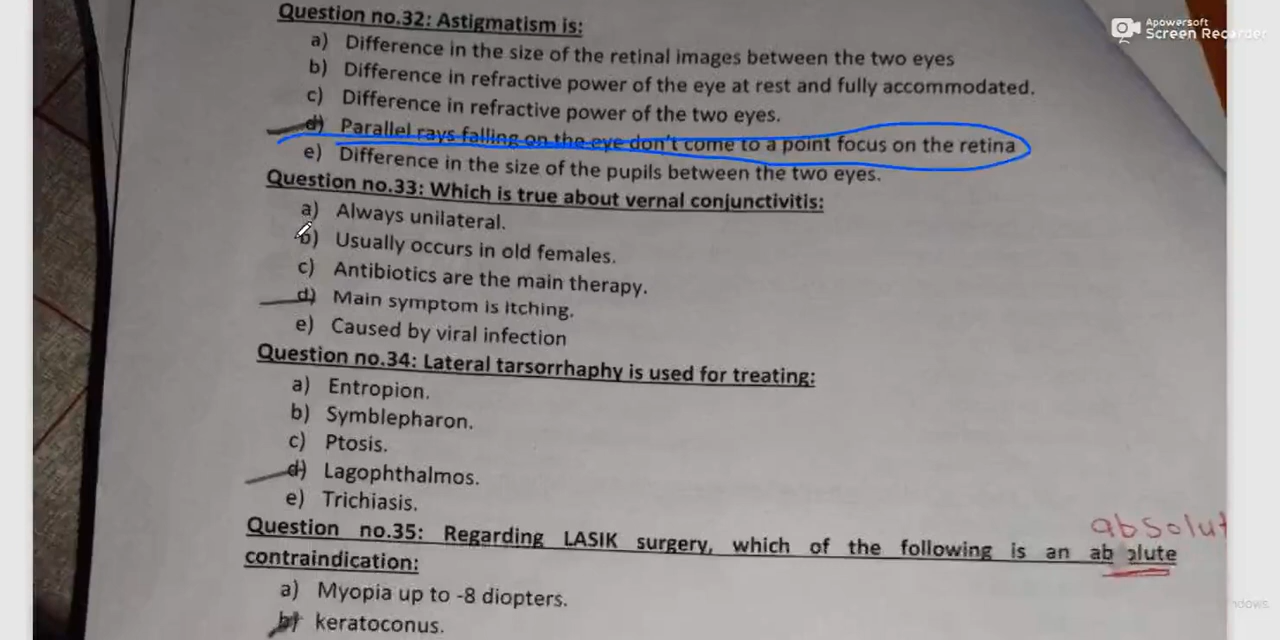 Apowersoft
Screen Recorder
Question no.32: Astigmatism is:
a) Difference in the size of the retinal images between the two eyes
b) Difference in refractive power of the eye at rest and fully accommodated.
c) Difference in refractive power of the two eyes.
d) Parallel rays falling on the eye don't come to a point focus on the retina
e) Difference in the size of the pupils between the two eyes.
Question no.33: Which is true about vernal conjunctivitis:
a) Always unilateral.
b) Usually occurs in old females.
c) Antibiotics are the main therapy.
d) Main symptom is Itching.
e) Caused by viral infection
Question no.34: Lateral tarsorrhaphy is used for treating:
a) Entropion.
b) Symblepharon.
c) Ptosis.
d) Lagophthalmos.
e) Trichiasis.
absolut
Question no.35: Regarding LASIK surgery, which of the following is an ab olute
contraindication:
a) Myopia up to -8 diopters.
b) keratoconus.